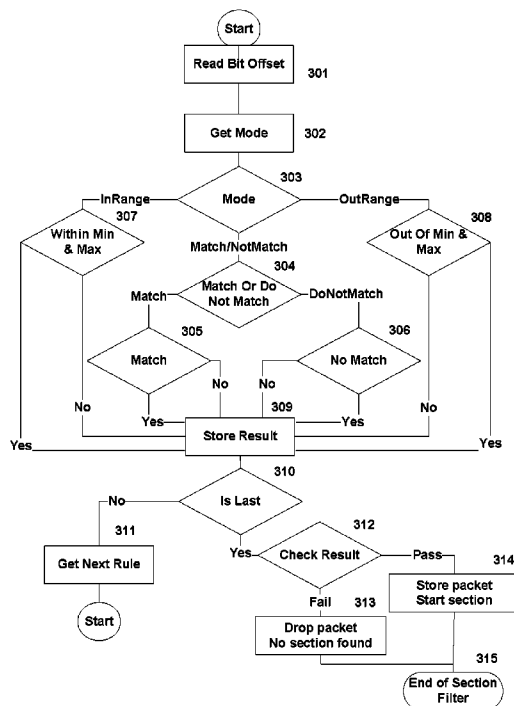 Start
Read Bit Offset
301
Get Mode
302
303
InRange
Mode
OutRange
307
308
Within Min
& Max
Out Of Min &
Max
Match/NotMatch
304
Match
Match Or Do
Not Match
DoNotMatch
305
306
Match
No Match
No
No
No
309
No
Yes
Yes
Yes
Store Result
Yes
310
No
Is Last
311
312
Yes
Check Result
Pass
314
Get Next Rule
Store packet
Start section
Fail
313
Start
Drop packet
No section found
315
End of Section
Filter